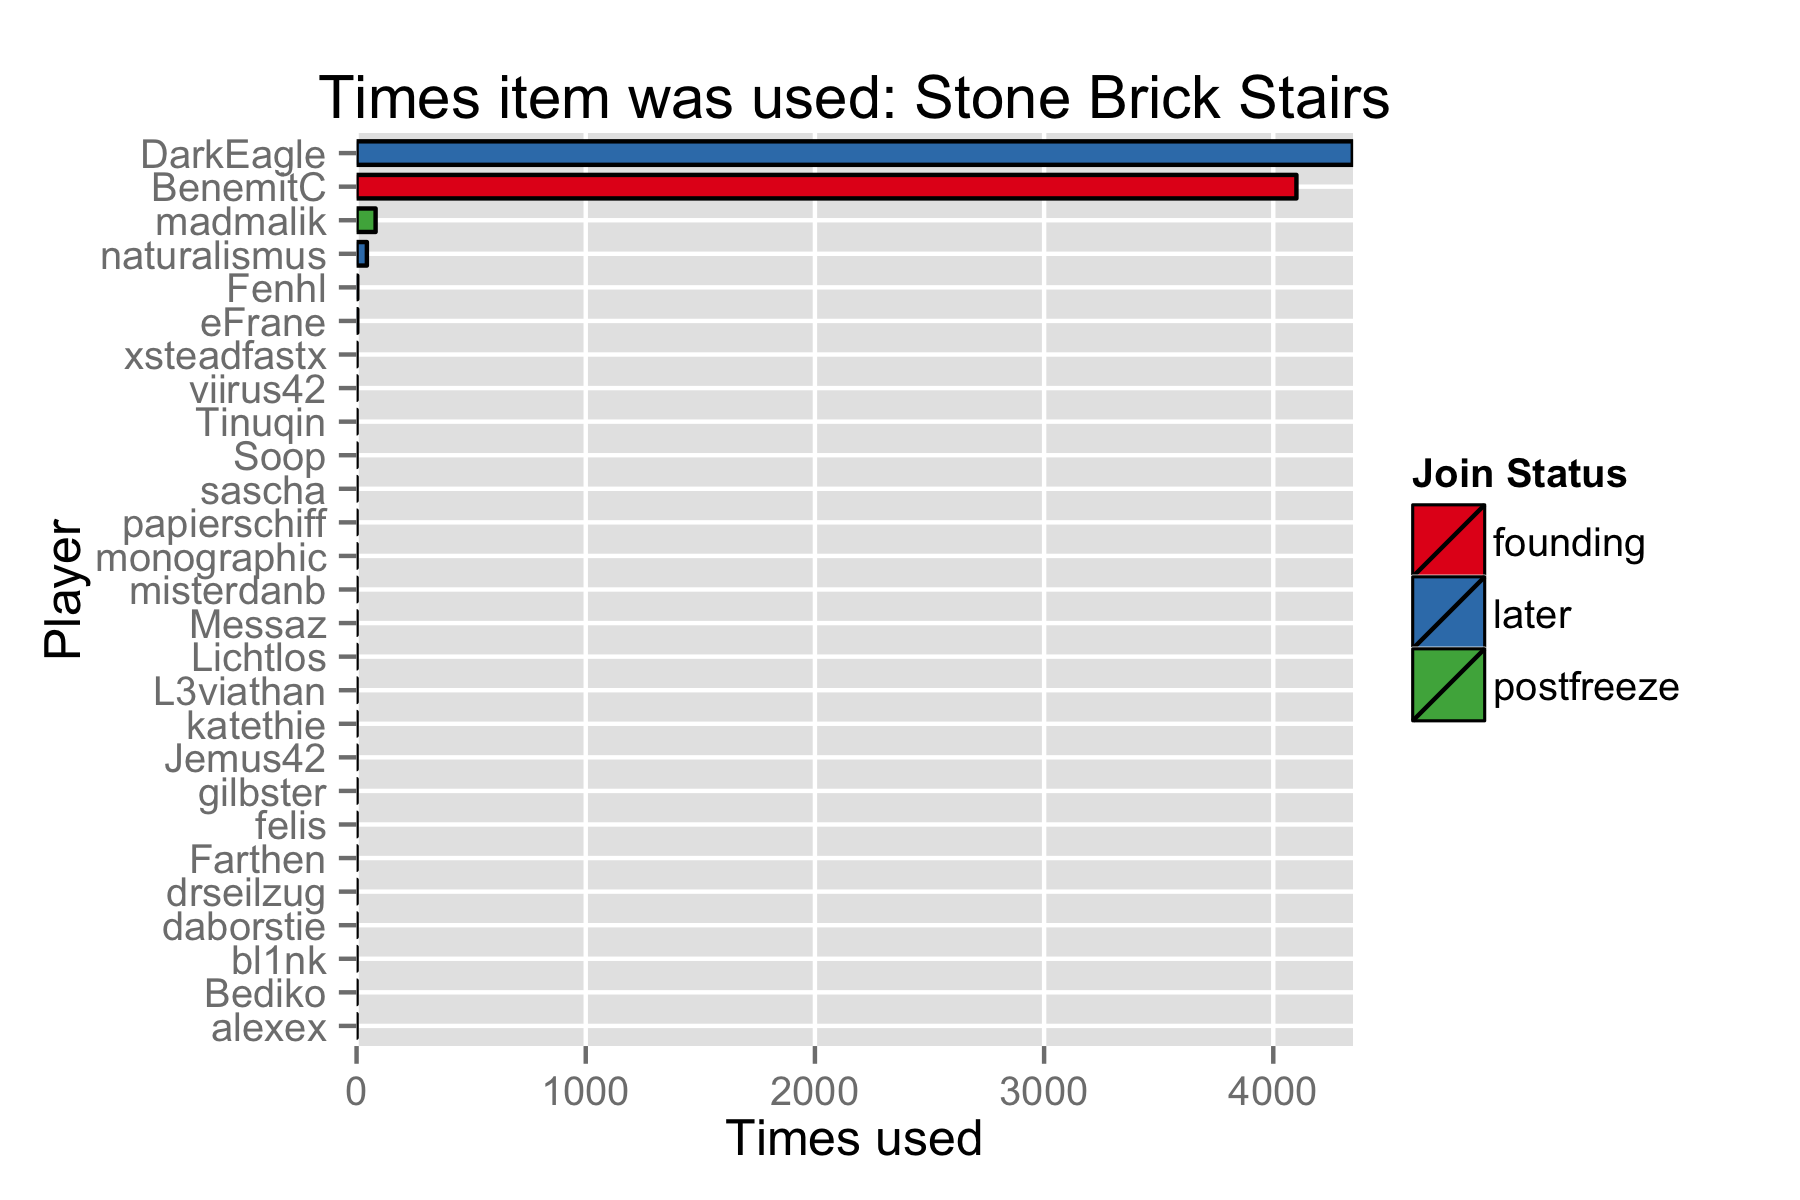 Times item was used: Stone Brick Stairs
DarkEagle
BenemitC
madmalik
naturalismus
Fenhl
eFrane
xsteadfastx
viirus42
Tinuqin
Soop
sascha
papierschiff
monographic
misterdanb
Messaz
Lichtlos
L3viathan
katethie
Jemus42
gilbster
felis
Farthen
drseilzug
daborstie
bl1nk
Bediko
alexex
Player
0 1000 2000 3000 4000
Times used
Join Status
founding
later
postfreeze